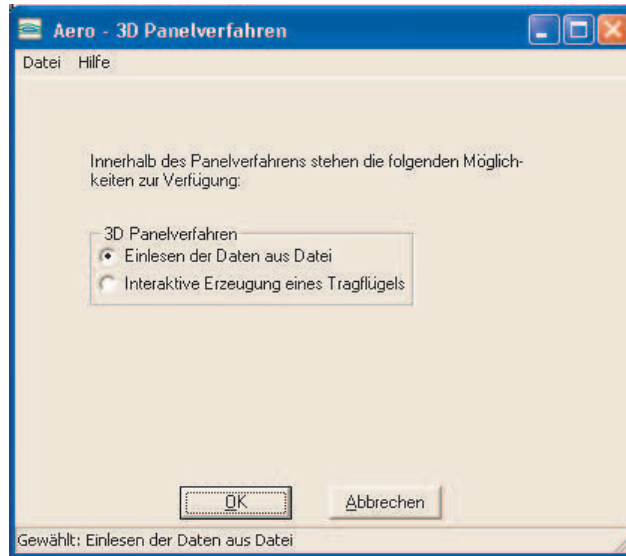 Aero - 3D Panelverfahren
Datei Hilfe
Innerhalb des Panelverfahrens stehen die folgenden Möglich-
keiten zur Verfügung:
3D Panelverfahren
Einlesen der Daten aus Datei
Interaktive Erzeugung eines Tragflügels
OK Abbrechen
Gewählt: Einlesen der Daten aus Datei